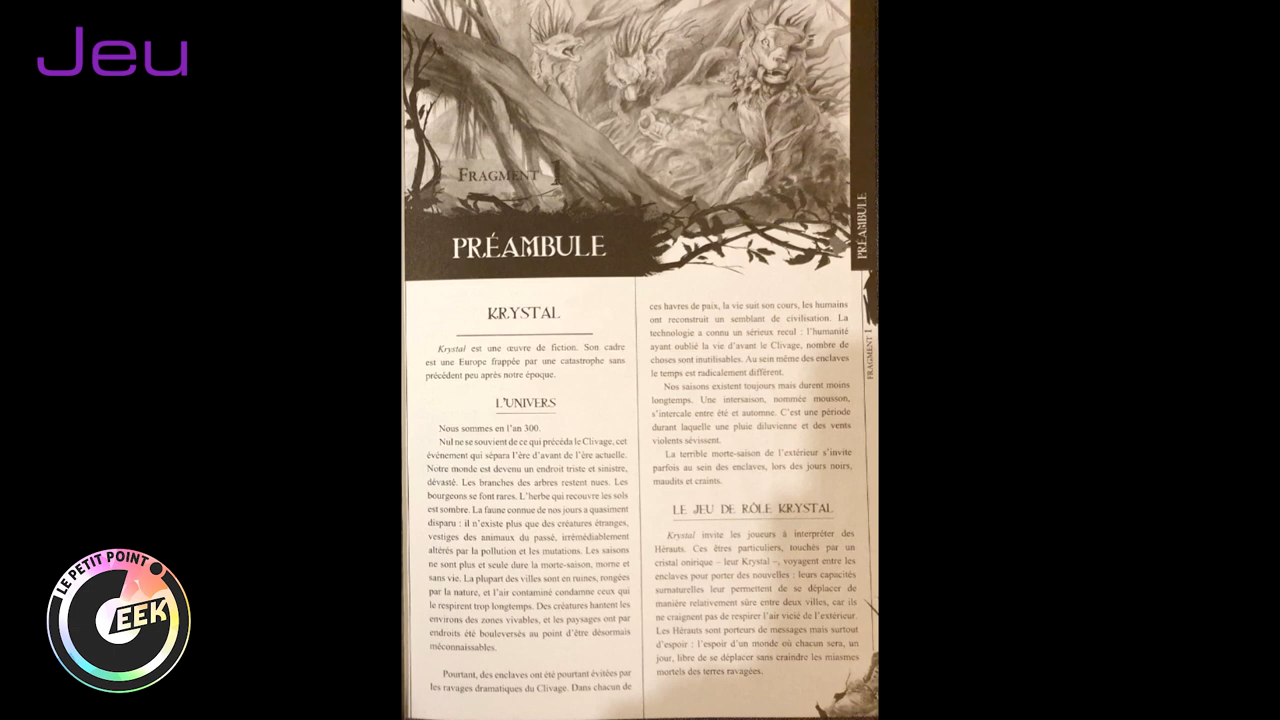 Jeu
FRAGMENT 1
PRÉAMBULE
KRYSTAL
Krystal est une œuvre de fiction. Son cadre
est une Europe frappée par une catastrophe sans
précédent peu après notre époque.
L'UNIVERS
Nous sommes en l'an 300.
Nul ne se souvient de ce qui précéda le Clivage, cet
événement qui sépara l'ère d'avant de l'ère actuelle.
Notre monde est devenu un endroit triste et sinistre,
dévasté. Les branches des arbres restent nues. Les
bourgeons se font rares. L'herbe qui recouvre les sols
est sombre. La faune connue de nos jours a quasiment
disparu : il n'existe plus que des créatures étranges,
vestiges des animaux du passé, irrémédiablement
altérés par la pollution et les mutations. Les saisons
ne sont plus et seule dure la morte-saison, morne et
sans vie. La plupart des villes sont en ruines, rongées
par la nature, et l'air contaminé condamne ceux qui
le respirent trop longtemps. Des créatures hantent les
environs des zones vivables, et les paysages ont par
endroits été bouleversés au point d'être désormais
méconnaissables.
Pourtant, des enclaves ont été pourtant évitées par
les ravages dramatiques du Clivage. Dans chacun de
ces havres de paix, la vie suit son cours, les humains
ont reconstruit un semblant de civilisation. La
technologie a connu un sérieux recul : l'humanité
ayant oublié la vie d'avant le Clivage, nombre de
choses sont inutilisables. Au sein même des enclaves
le temps est radicalement différent.
Nos saisons existent toujours mais durent moins
longtemps. Une intersaison, nommée mousson,
s'intercale entre été et automne. C'est une période
durant laquelle une pluie diluvienne et des vents
violents sévissent.
La terrible morte-saison de l'extérieur s'invite
parfois au sein des enclaves, lors des jours noirs,
maudits et craints.
LE JEU DE RÔLE KRYSTAL
Krystal invite les joueurs à interpréter des
Hérauts. Ces êtres particuliers, touchés par un
cristal onirique – leur Krystal –, voyagent entre les
enclaves pour porter des nouvelles : leurs capacités
surnaturelles leur permettent de se déplacer de
manière relativement sûre entre deux villes, car ils
ne craignent pas de respirer l'air vicié de l'extérieur.
Les Hérauts sont porteurs de messages mais surtout
d'espoir : l'espoir d'un monde où chacun sera, un
jour, libre de se déplacer sans craindre les miasmes
mortels des terres ravagées.
PRÉAMBULE
FRAGMENT 1
LE PETIT POINT
GEEK